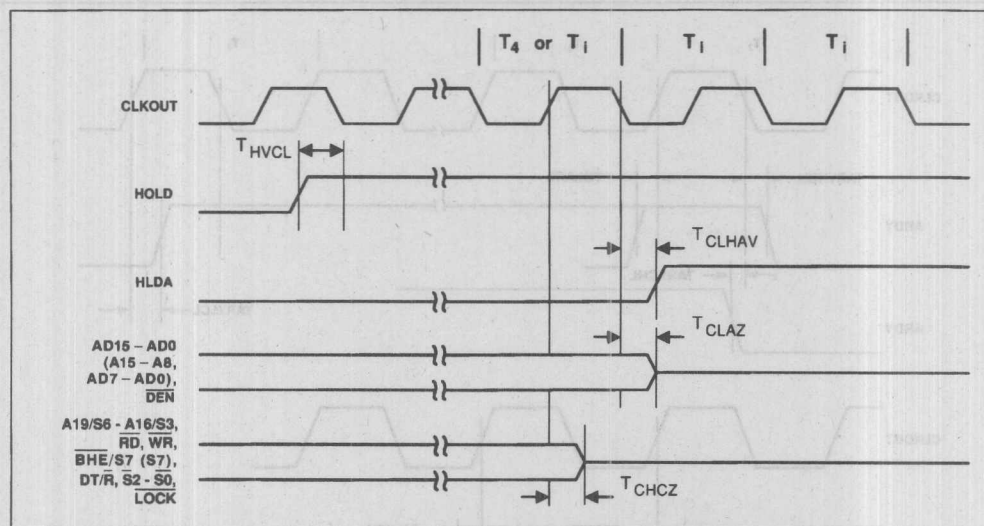 T4 or Ti
Ti
Ti
CLKOUT
THVCL
HOLD
TCLHAV
HLDA
TCLAZ
AD15 – AD0
(A15 – A8,
AD7 – AD0),
DEN
A19/S6 - A16/S3,
RD, WR,
BHE/S7 (S7),
DT/R, S2 - S0,
LOCK
TCHCZ